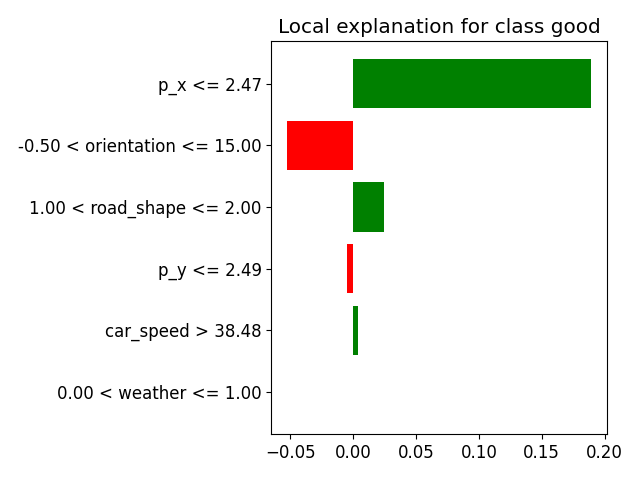 Local explanation for class good
p_x <= 2.47
-0.50 < orientation <= 15.00
1.00 < road_shape <= 2.00
p_y <= 2.49
car_speed > 38.48
0.00 < weather <= 1.00
−0.05 0.00 0.05 0.10 0.15 0.20